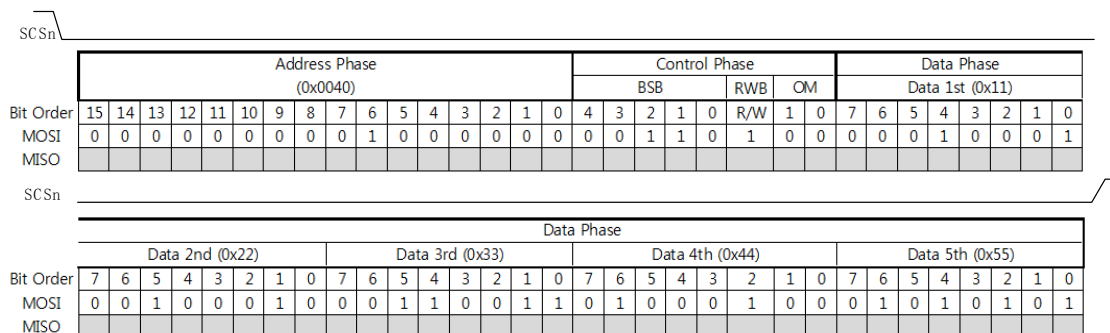 SCSn
Address Phase Control Phase Data Phase
(0x0040) BSB RWB OM Data 1st (0x11)
Bit Order 15 14 13 12 11 10 9 8 7 6 5 4 3 2 1 0 4 3 2 1 0 R/W 1 0 7 6 5 4 3 2 1 0
MOSI 0 0 0 0 0 0 0 0 0 1 0 0 0 0 0 0 0 0 1 1 0 1 0 0 0 0 0 1 0 0 0 1
MISO
SCSn
Data Phase
Data 2nd (0x22) Data 3rd (0x33) Data 4th (0x44) Data 5th (0x55)
Bit Order 7 6 5 4 3 2 1 0 7 6 5 4 3 2 1 0 7 6 5 4 3 2 1 0 7 6 5 4 3 2 1 0
MOSI 0 0 1 0 0 0 1 0 0 0 1 1 0 0 1 1 0 1 0 0 0 1 0 0 0 1 0 1 0 1 0 1
MISO